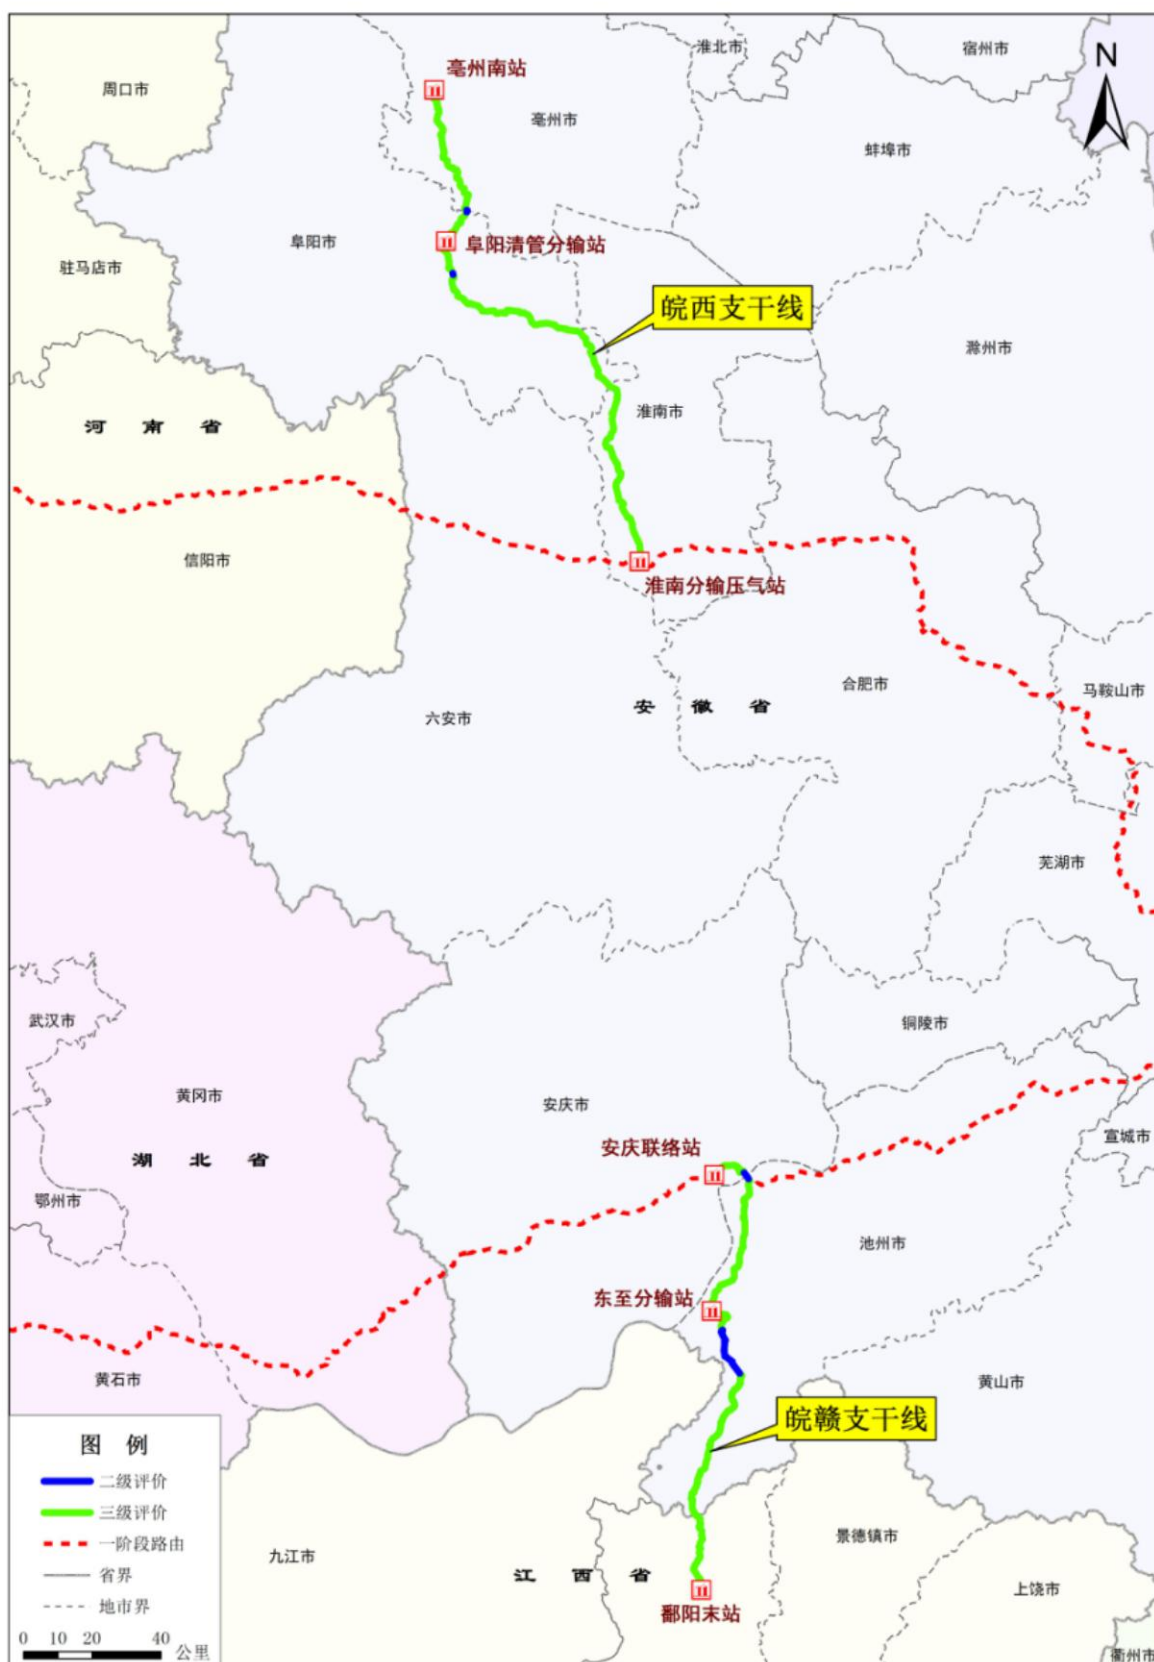 淮北市
宿州市
N
亳州南站
周口市
亳州市
蚌埠市
阜阳市
阜阳清管分输站
驻马店市
皖西支干线
滁州市
淮南市
河南省
信阳市
淮南分输压气站
合肥市
马鞍山市
六安市
安徽省
芜湖市
武汉市
铜陵市
黄冈市
安庆市
宣城市
安庆联络站
湖北省
鄂州市
池州市
东至分输站
黄石市
黄山市
皖赣支干线
图 例
二级评价
三级评价
一阶段路由
省界
地市界
0 10 20 40 公里
景德镇市
九江市
江西省
上饶市
鄱阳末站
衢州市